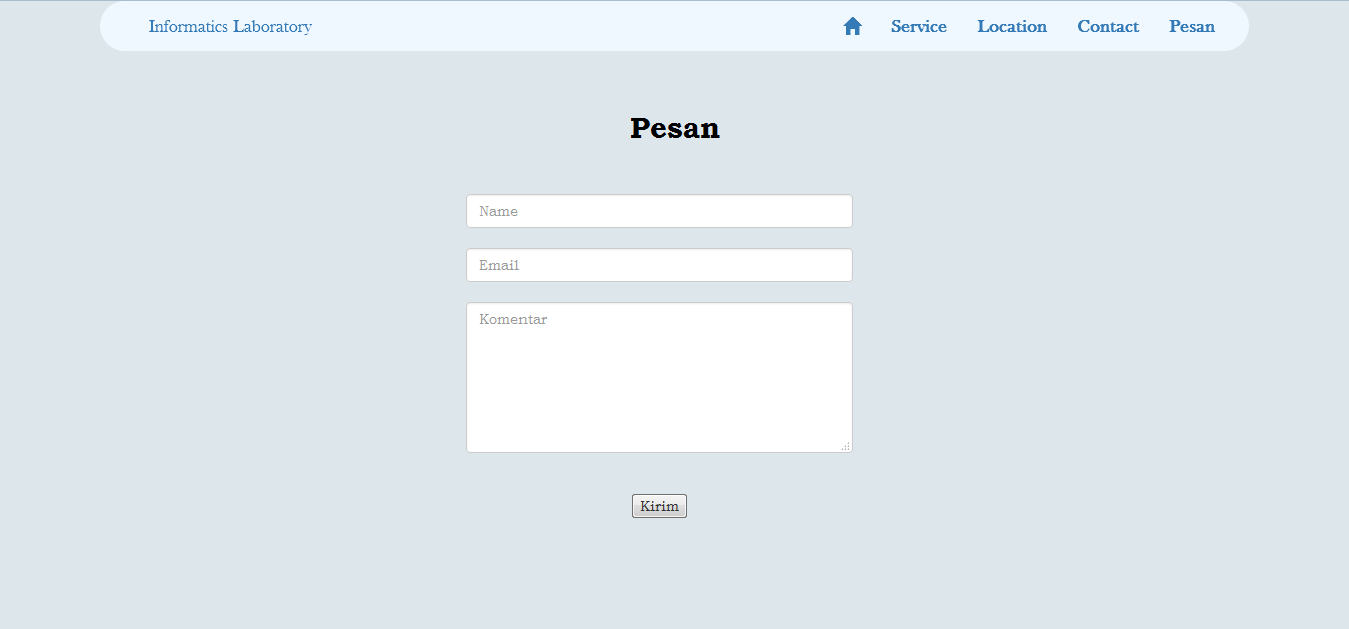 Informatics Laboratory Service Location Contact Pesan
Pesan
Name
Email
Komentar
Kirim